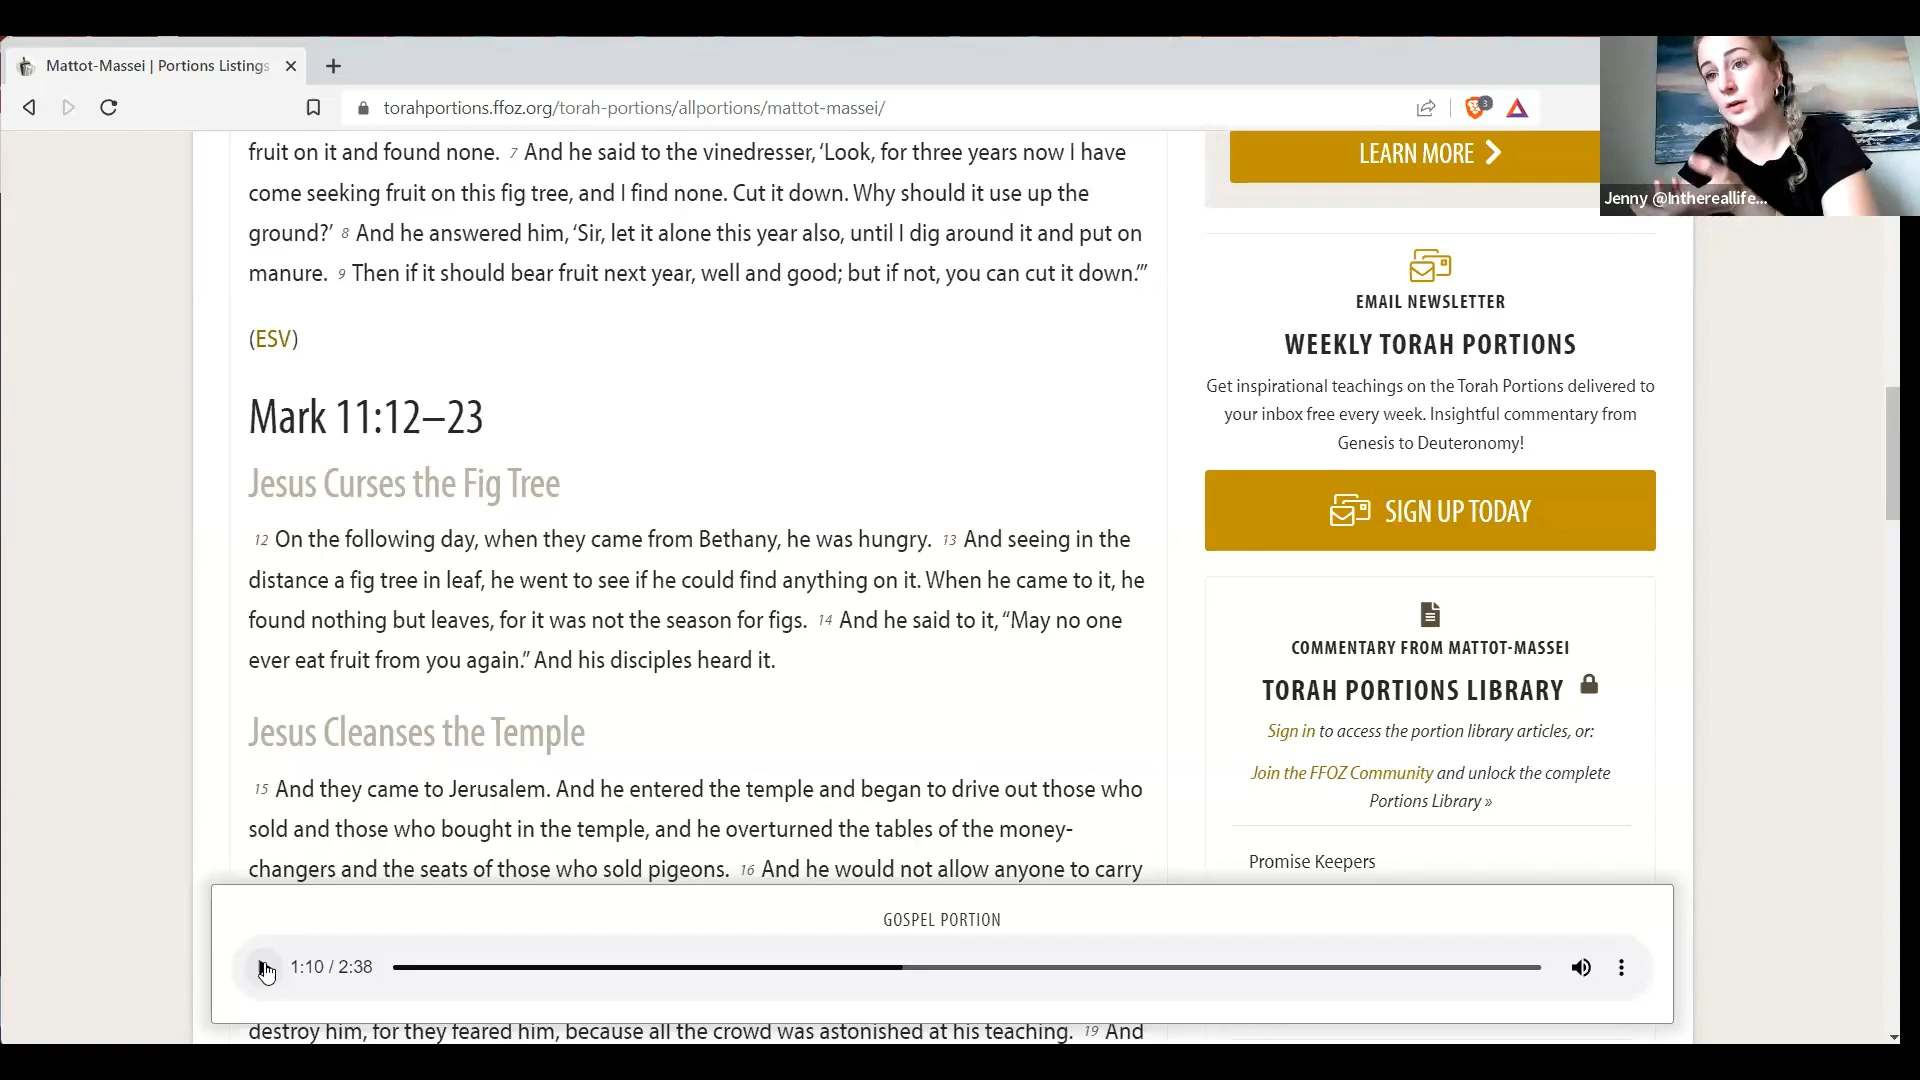 Mattot-Massei | Portions Listings
torahportions.ffoz.org/torah-portions/allportions/mattot-massei/
3
Jenny @Inthereallife...
fruit on it and found none. 7 And he said to the vinedresser, ‘Look, for three years now I have
come seeking fruit on this fig tree, and I find none. Cut it down. Why should it use up the
ground?’ 8 And he answered him, ‘Sir, let it alone this year also, until I dig around it and put on
manure. 9 Then if it should bear fruit next year, well and good; but if not, you can cut it down.’”
(ESV)
Mark 11:12–23
Jesus Curses the Fig Tree
12 On the following day, when they came from Bethany, he was hungry. 13 And seeing in the
distance a fig tree in leaf, he went to see if he could find anything on it. When he came to it, he
found nothing but leaves, for it was not the season for figs. 14 And he said to it, “May no one
ever eat fruit from you again.” And his disciples heard it.
Jesus Cleanses the Temple
15 And they came to Jerusalem. And he entered the temple and began to drive out those who
sold and those who bought in the temple, and he overturned the tables of the money-
changers and the seats of those who sold pigeons. 16 And he would not allow anyone to carry
LEARN MORE
EMAIL NEWSLETTER
WEEKLY TORAH PORTIONS
Get inspirational teachings on the Torah Portions delivered to
your inbox free every week. Insightful commentary from
Genesis to Deuteronomy!
SIGN UP TODAY
COMMENTARY FROM MATTOT-MASSEI
TORAH PORTIONS LIBRARY
Sign in to access the portion library articles, or:
Join the FFOZ Community and unlock the complete
Portions Library »
Promise Keepers
GOSPEL PORTION
1:10 / 2:38
destroy him, for they feared him, because all the crowd was astonished at his teaching. 19 And